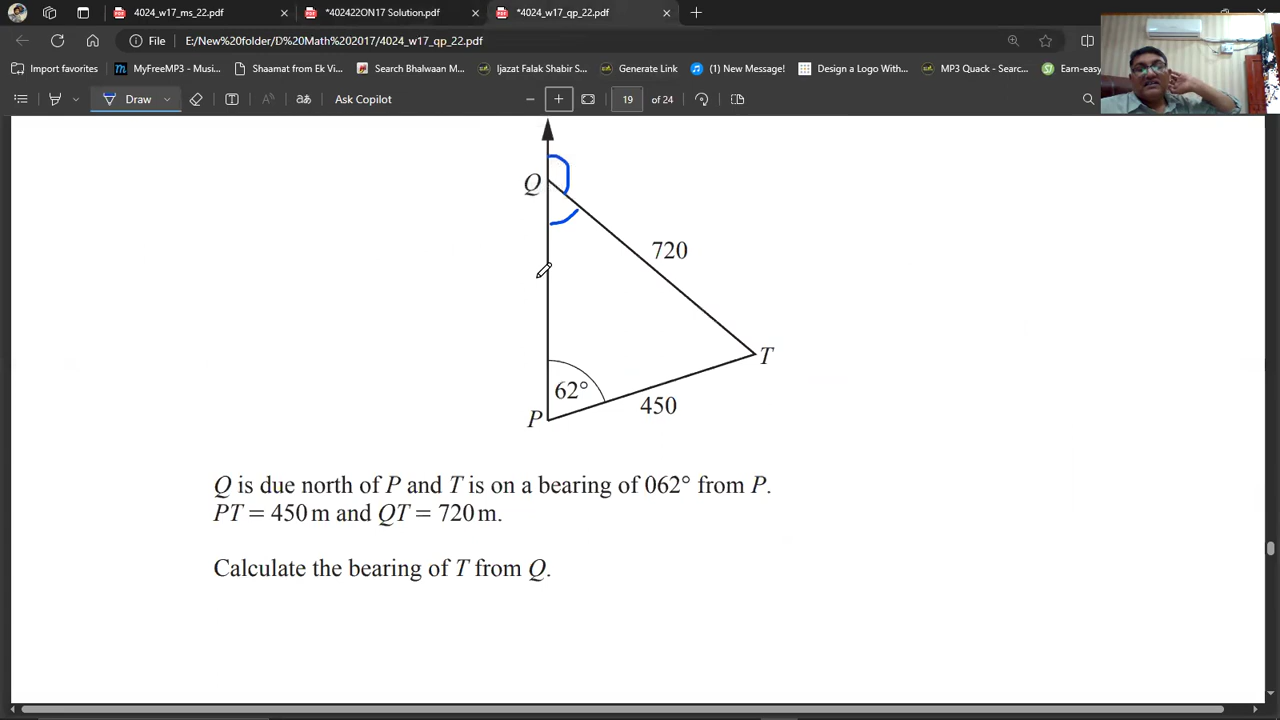 4024_w17_ms_22.pdf
*402422ON17 Solution.pdf
*4024_w17_qp_22.pdf
File
E:/New%20folder/D%20Math%202017/4024_w17_qp_22.pdf
Import favorites
MyFreeMP3 - Musi...
Shaamat from Ek Vi...
Search Bhalwaan M...
Ijazat Falak Shabir S...
Generate Link
(1) New Message!
Design a Logo With...
MP3 Quack - Searc...
Earn-easy
Draw
Ask Copilot
19 of 24
Q
720
T
62°
450
P
Q is due north of P and T is on a bearing of 062° from P.
PT = 450 m and QT = 720 m.
Calculate the bearing of T from Q.